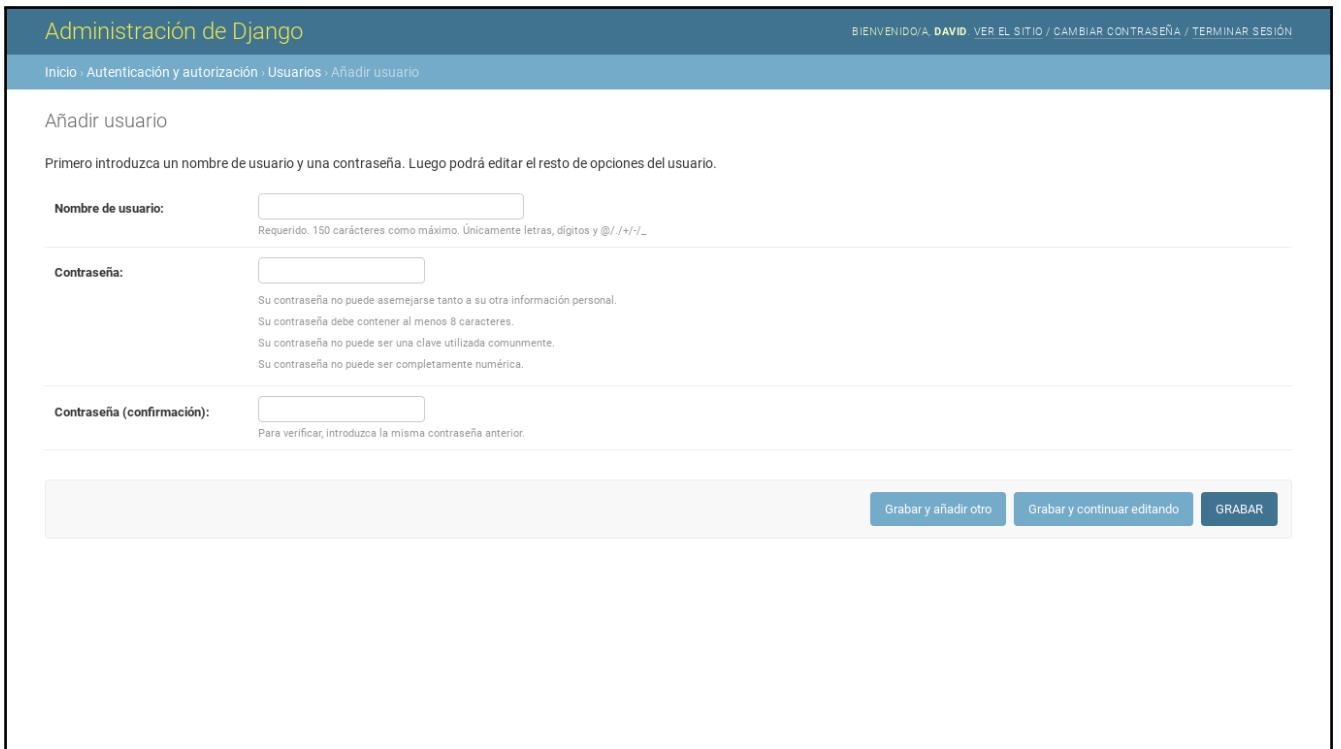 Administración de Django
BIENVENIDO/A, DAVID. VER EL SITIO / CAMBIAR CONTRASEÑA / TERMINAR SESIÓN
Inicio › Autenticación y autorización › Usuarios › Añadir usuario
Añadir usuario
Primero introduzca un nombre de usuario y una contraseña. Luego podrá editar el resto de opciones del usuario.
Nombre de usuario:
Requerido. 150 carácteres como máximo. Únicamente letras, dígitos y @/./+/-/_
Contraseña:
Su contraseña no puede asemejarse tanto a su otra información personal.
Su contraseña debe contener al menos 8 caracteres.
Su contraseña no puede ser una clave utilizada comunmente.
Su contraseña no puede ser completamente numérica.
Contraseña (confirmación):
Para verificar, introduzca la misma contraseña anterior.
Grabar y añadir otro
Grabar y continuar editando
GRABAR